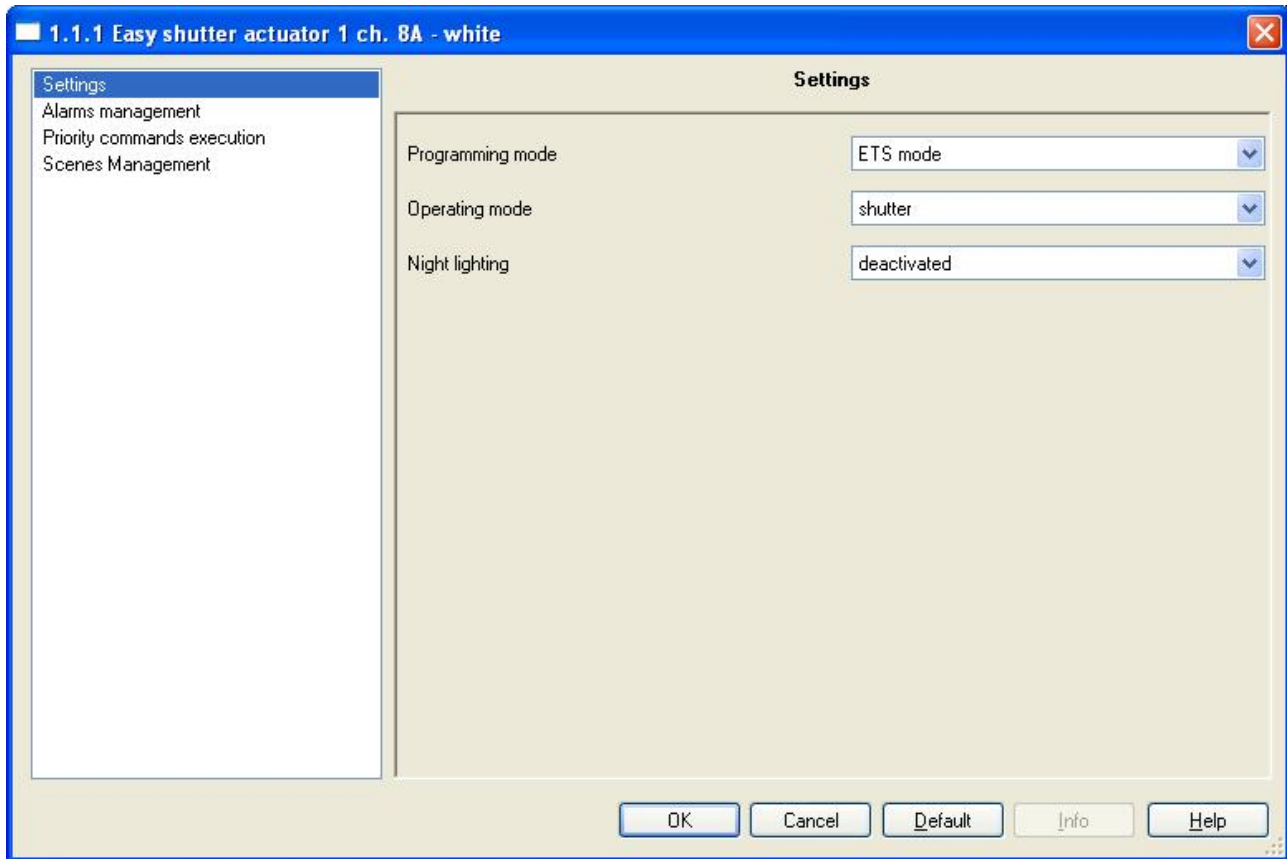 1.1.1 Easy shutter actuator 1 ch. 8A - white
Settings
Alarms management
Priority commands execution
Scenes Management
Settings
Programming mode ETS mode
Operating mode shutter
Night lighting deactivated
OK Cancel Default Info Help